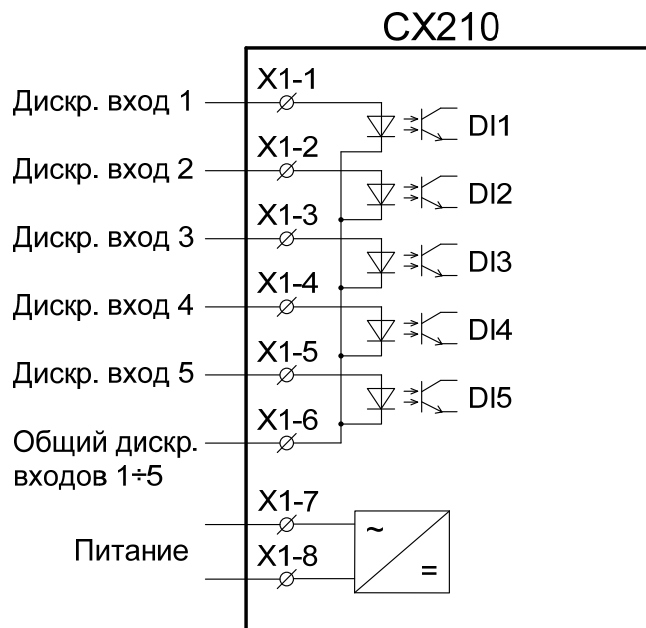 CX210
X1-1
Дискр. вход 1
DI1
X1-2
Дискр. вход 2
DI2
X1-3
Дискр. вход 3
DI3
X1-4
Дискр. вход 4
DI4
X1-5
Дискр. вход 5
DI5
X1-6
Общий дискр.
входов 1÷5
X1-7
~
Питание
X1-8
=